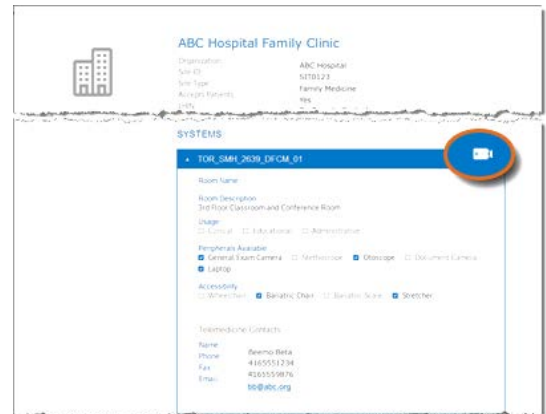 ABC Hospital Family Clinic
Organization: ABC Hospital
Site ID: SIT0123
Site Type: Family Medicine
Accepts Patients: Yes
LHIN:
SYSTEMS
TOR_SMH_2639_DFCM_01
Room Name
Room Description
3rd Floor Classroom and Conference Room
Usage
Clinical Educational Administrative
Peripherals Available
General Exam Camera Otoscope Document Camera
Laptop
Accessibility
Wheelchair Bariatric Chair Bariatric Scale Stretcher
Telemedicine Contacts
Name Beemo Beta
Phone 4165551234
Fax 4165559876
Email bb@abc.org